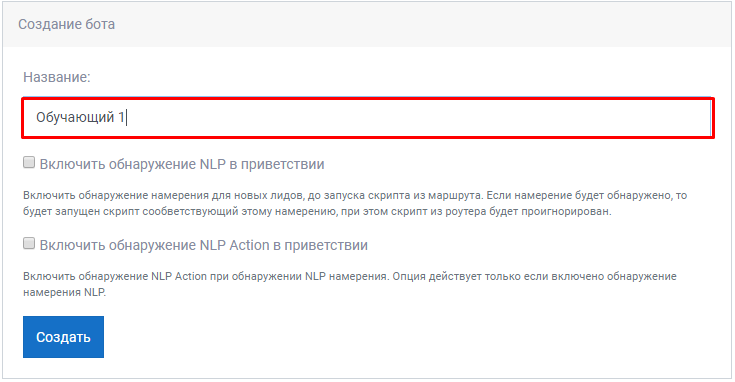 Создание бота
Название:
Обучающий 1
Включить обнаружение NLP в приветствии
Включить обнаружение намерения для новых лидов, до запуска скрипта из маршрута. Если намерение будет обнаружено, то
будет запущен скрипт сообветствующий этому намерению, при этом скрипт из роутера будет проигнорирован.
Включить обнаружение NLP Action в приветствии
Включить обнаружение NLP Action при обнаружении NLP намерения. Опция действует только если включено обнаружение
намерения NLP.
Создать